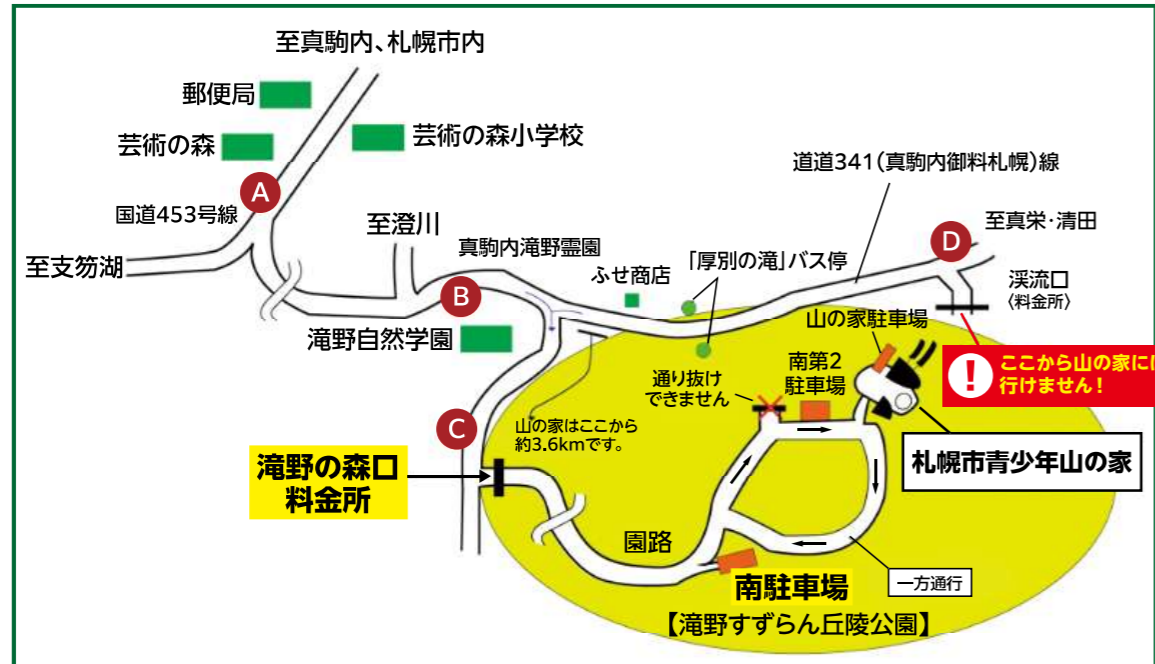 至真駒内、札幌市内
郵便局
芸術の森
芸術の森小学校
A
国道453号線
至支笏湖
至澄川
真駒内滝野霊園
B
滝野自然学園
ふせ商店
「厚別の滝」バス停
道道341(真駒内御料札幌)線
D
至真栄・清田
渓流口
〈料金所〉
山の家駐車場
!
ここから山の家には
行けません!
南第2
駐車場
通り抜け
できません
山の家はここから
約3.6kmです。
C
滝野の森口
料金所
札幌市青少年山の家
園路
一方通行
南駐車場
【滝野すずらん丘陵公園】